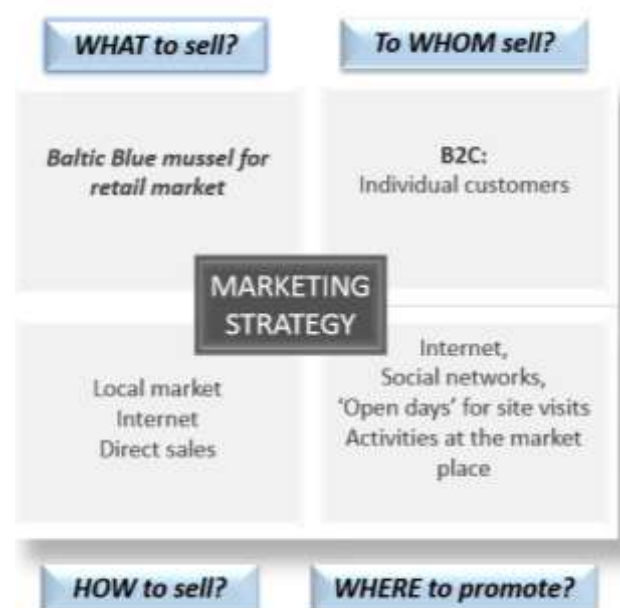 WHAT to sell?
To WHOM sell?
Baltic Blue mussel for
retail market
B2C:
Individual customers
MARKETING
STRATEGY
Local market
Internet
Direct sales
Internet,
Social networks,
‘Open days’ for site visits
Activities at the market
place
HOW to sell?
WHERE to promote?